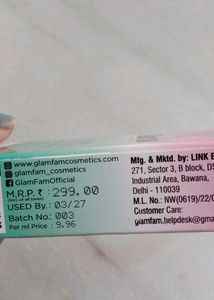 www.glamfamcosmetics.com
glamfam_cosmetics
GlamFamOfficial
M.R.P. ₹ :299.00
(Incl. of all taxes)
USED By: 03/27
Batch No: 003
Per ml Price : 9.96
Mfg. & Mktd. by: LINK
271, Sector 3, B block, DS
Industrial Area, Bawana,
Delhi - 110039
M.L. No.: NW(0619)/22/
Customer Care:
glamfam.helpdesk@gma